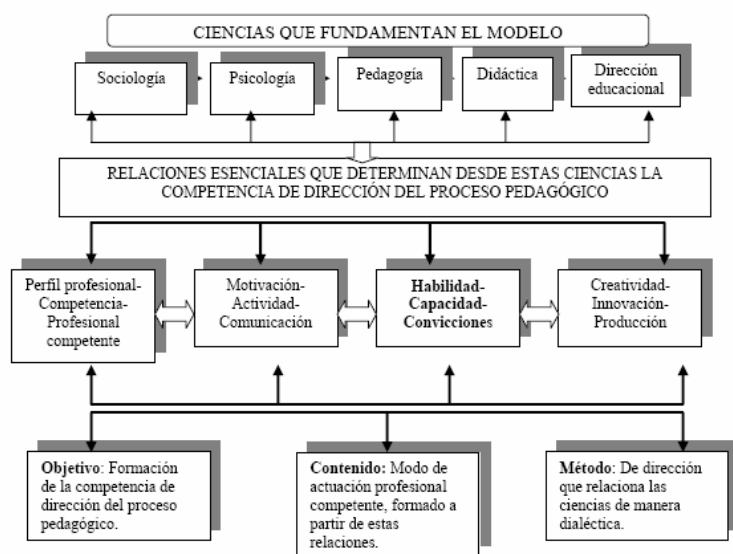 CIENCIAS QUE FUNDAMENTAN EL MODELO
Sociología
Psicología
Pedagogía
Didáctica
Dirección
educacional
RELACIONES ESENCIALES QUE DETERMINAN DESDE ESTAS CIENCIAS LA
COMPETENCIA DE DIRECCIÓN DEL PROCESO PEDAGÓGICO
Perfil profesional-
Competencia-
Profesional
competente
Motivación-
Actividad-
Comunicación
Habilidad-
Capacidad-
Convicciones
Creatividad-
Innovación-
Producción
Objetivo: Formación
de la competencia de
dirección del proceso
pedagógico.
Contenido: Modo de
actuación profesional
competente, formado a
partir de estas
relaciones.
Método: De dirección
que relaciona las
ciencias de manera
dialéctica.